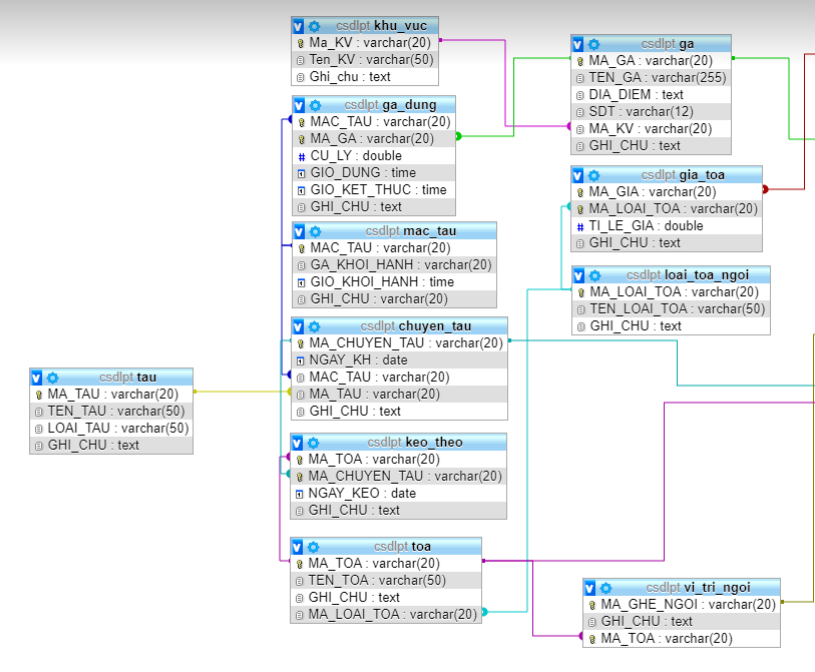 csdlpt khu_vuc
Ma_KV : varchar(20)
Ten_KV : varchar(50)
Ghi_chu : text
csdlpt ga_dung
MAC_TAU : varchar(20)
MA_GA : varchar(20)
# CU_LY : double
GIO_DUNG : time
GIO_KET_THUC : time
GHI_CHU : text
csdlpt mac_tau
MAC_TAU : varchar(20)
GA_KHOI_HANH : varchar(20)
GIO_KHOI_HANH : time
GHI_CHU : varchar(20)
csdlpt chuyen_tau
MA_CHUYEN_TAU : varchar(20)
NGAY_KH : date
MAC_TAU : varchar(20)
MA_TAU : varchar(20)
GHI_CHU : text
csdlpt tau
MA_TAU : varchar(20)
TEN_TAU : varchar(50)
LOAI_TAU : varchar(50)
GHI_CHU : text
csdlpt keo_theo
MA_TOA : varchar(20)
MA_CHUYEN_TAU : varchar(20)
NGAY_KEO : date
GHI_CHU : text
csdlpt toa
MA_TOA : varchar(20)
TEN_TOA : varchar(50)
GHI_CHU : text
MA_LOAI_TOA : varchar(20)
csdlpt ga
MA_GA : varchar(20)
TEN_GA : varchar(255)
DIA_DIEM : text
SDT : varchar(12)
MA_KV : varchar(20)
GHI_CHU : text
csdlpt gia_toa
MA_GIA : varchar(20)
MA_LOAI_TOA : varchar(20)
# TI_LE_GIA : double
GHI_CHU : text
csdlpt loai_toa_ngoi
MA_LOAI_TOA : varchar(20)
TEN_LOAI_TOA : varchar(50)
GHI_CHU : text
csdlpt vi_tri_ngoi
MA_GHE_NGOI : varchar(20)
GHI_CHU : text
MA_TOA : varchar(20)